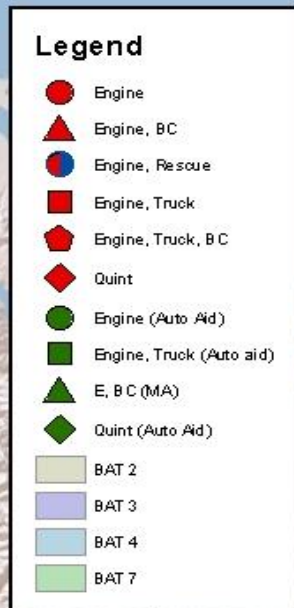 Legend
Engine
Engine, BC
Engine, Rescue
Engine, Truck
Engine, Truck, BC
Quint
Engine (Auto Aid)
Engine, Truck (Auto aid)
E, BC (MA)
Quint (Auto Aid)
BAT 2
BAT 3
BAT 4
BAT 7